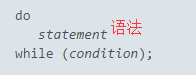 do
statement 语法
while (condition);